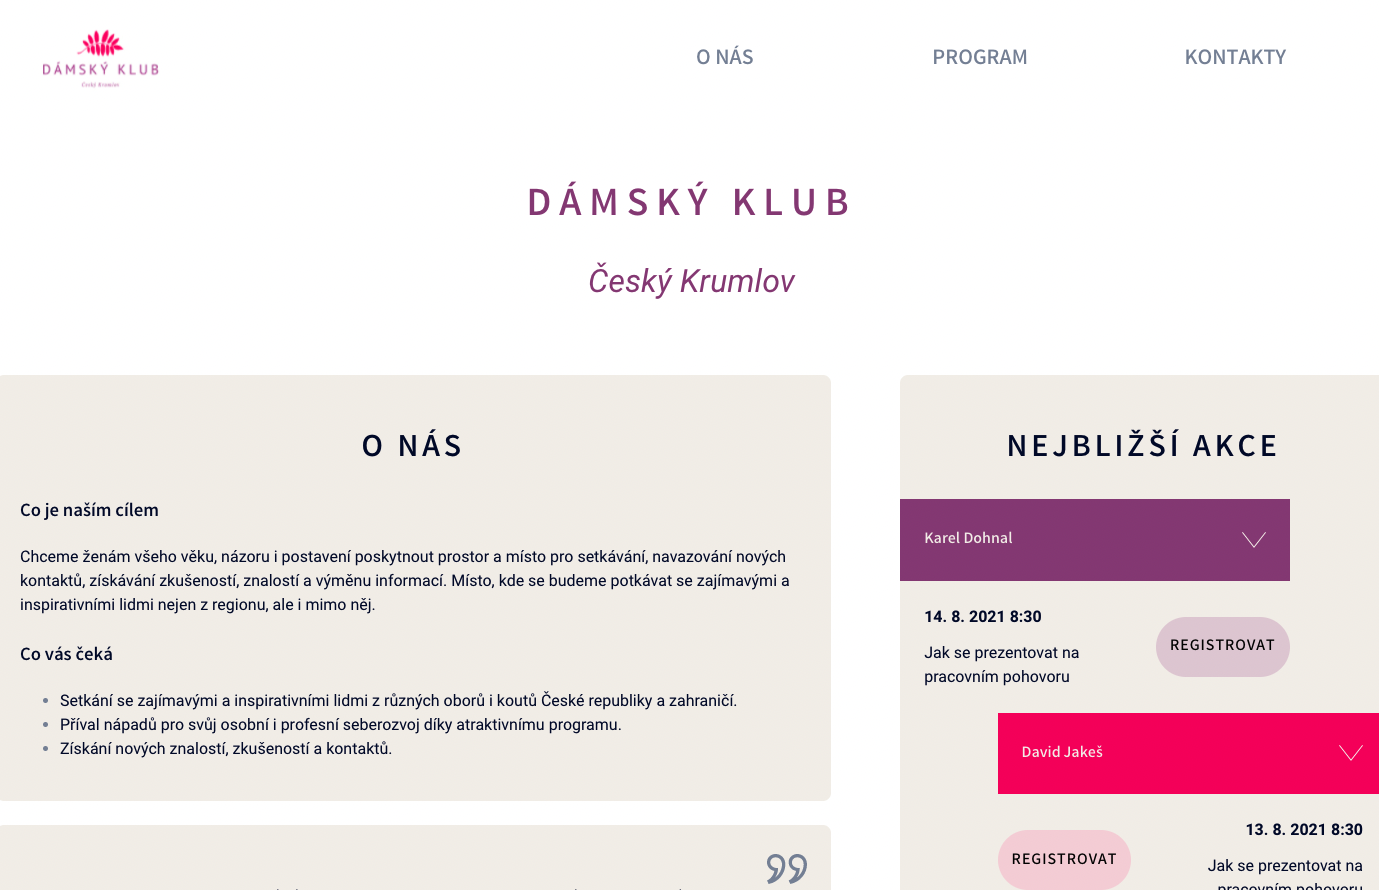 DÁMSKÝ KLUB
Český Krumlov
O NÁS
PROGRAM
KONTAKTY
DÁMSKÝ KLUB
Český Krumlov
O NÁS
Co je naším cílem
Chceme ženám všeho věku, názoru i postavení poskytnout prostor a místo pro setkávání, navazování nových
kontaktů, získávání zkušeností, znalostí a výměnu informací. Místo, kde se budeme potkávat se zajímavými a
inspirativními lidmi nejen z regionu, ale i mimo něj.
Co vás čeká
Setkání se zajímavými a inspirativními lidmi z různých oborů i koutů České republiky a zahraničí.
Příval nápadů pro svůj osobní i profesní seberozvoj díky atraktivnímu programu.
Získání nových znalostí, zkušeností a kontaktů.
NEJBLIŽŠÍ AKCE
Karel Dohnal
14. 8. 2021 8:30
Jak se prezentovat na
pracovním pohovoru
REGISTROVAT
David Jakeš
13. 8. 2021 8:30
REGISTROVAT
Jak se prezentovat na
pracovním pohovoru